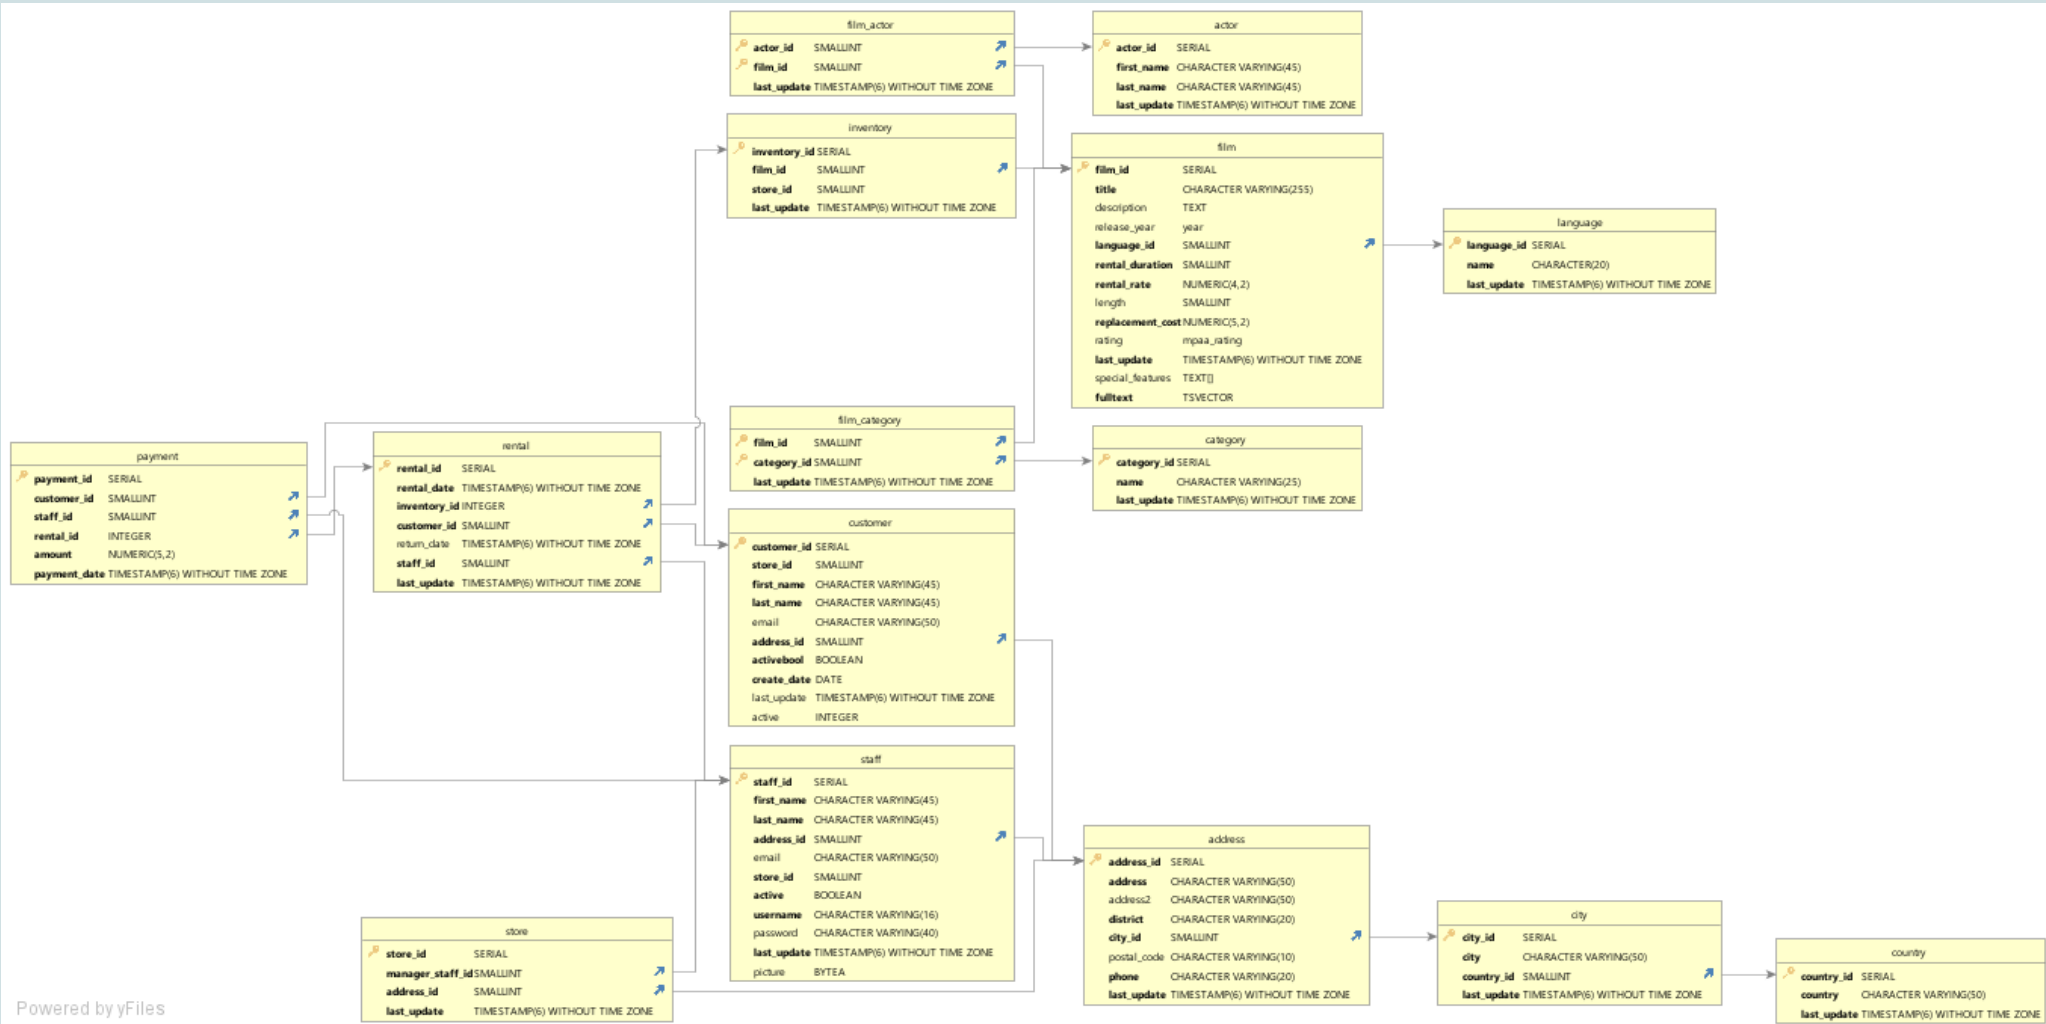 film_actor
actor_id SMALLINT
film_id SMALLINT
last_update TIMESTAMP(6) WITHOUT TIME ZONE
actor
actor_id SERIAL
first_name CHARACTER VARYING(45)
last_name CHARACTER VARYING(45)
last_update TIMESTAMP(6) WITHOUT TIME ZONE
inventory
inventory_id SERIAL
film_id SMALLINT
store_id SMALLINT
last_update TIMESTAMP(6) WITHOUT TIME ZONE
film
film_id SERIAL
title CHARACTER VARYING(255)
description TEXT
release_year year
language_id SMALLINT
rental_duration SMALLINT
rental_rate NUMERIC(4,2)
length SMALLINT
replacement_cost NUMERIC(5,2)
rating mpaa_rating
last_update TIMESTAMP(6) WITHOUT TIME ZONE
special_features TEXT[]
fulltext TSVECTOR
language
language_id SERIAL
name CHARACTER(20)
last_update TIMESTAMP(6) WITHOUT TIME ZONE
film_category
film_id SMALLINT
category_id SMALLINT
last_update TIMESTAMP(6) WITHOUT TIME ZONE
category
category_id SERIAL
name CHARACTER VARYING(25)
last_update TIMESTAMP(6) WITHOUT TIME ZONE
payment
payment_id SERIAL
customer_id SMALLINT
staff_id SMALLINT
rental_id INTEGER
amount NUMERIC(5,2)
payment_date TIMESTAMP(6) WITHOUT TIME ZONE
rental
rental_id SERIAL
rental_date TIMESTAMP(6) WITHOUT TIME ZONE
inventory_id INTEGER
customer_id SMALLINT
return_date TIMESTAMP(6) WITHOUT TIME ZONE
staff_id SMALLINT
last_update TIMESTAMP(6) WITHOUT TIME ZONE
customer
customer_id SERIAL
store_id SMALLINT
first_name CHARACTER VARYING(45)
last_name CHARACTER VARYING(45)
email CHARACTER VARYING(50)
address_id SMALLINT
activebool BOOLEAN
create_date DATE
last_update TIMESTAMP(6) WITHOUT TIME ZONE
active INTEGER
staff
staff_id SERIAL
first_name CHARACTER VARYING(45)
last_name CHARACTER VARYING(45)
address_id SMALLINT
email CHARACTER VARYING(50)
store_id SMALLINT
active BOOLEAN
username CHARACTER VARYING(16)
password CHARACTER VARYING(40)
last_update TIMESTAMP(6) WITHOUT TIME ZONE
picture BYTEA
store
store_id SERIAL
manager_staff_id SMALLINT
address_id SMALLINT
last_update TIMESTAMP(6) WITHOUT TIME ZONE
address
address_id SERIAL
address CHARACTER VARYING(50)
address2 CHARACTER VARYING(50)
district CHARACTER VARYING(20)
city_id SMALLINT
postal_code CHARACTER VARYING(10)
phone CHARACTER VARYING(20)
last_update TIMESTAMP(6) WITHOUT TIME ZONE
city
city_id SERIAL
city CHARACTER VARYING(50)
country_id SMALLINT
last_update TIMESTAMP(6) WITHOUT TIME ZONE
country
country_id SERIAL
country CHARACTER VARYING(50)
last_update TIMESTAMP(6) WITHOUT TIME ZONE
Powered by yFiles